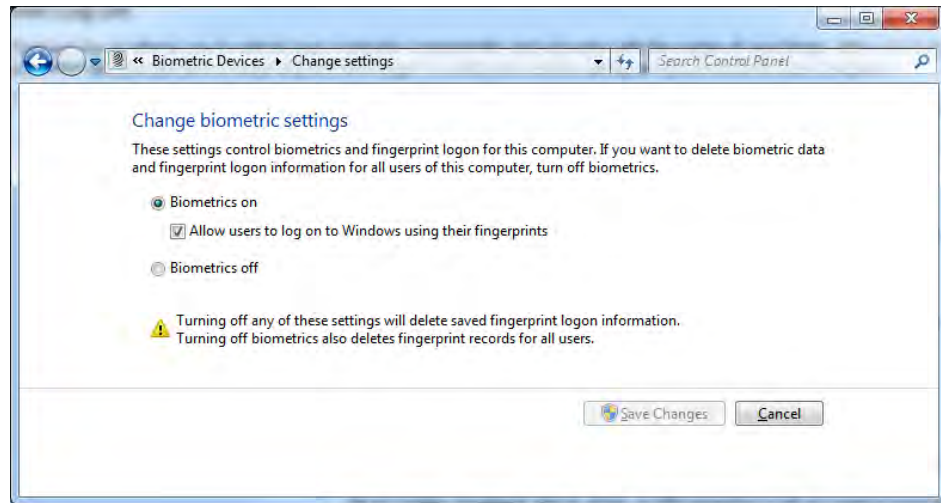 « Biometric Devices ▸ Change settings
Search Control Panel
Change biometric settings
These settings control biometrics and fingerprint logon for this computer. If you want to delete biometric data
and fingerprint logon information for all users of this computer, turn off biometrics.
Biometrics on
Allow users to log on to Windows using their fingerprints
Biometrics off
Turning off any of these settings will delete saved fingerprint logon information.
Turning off biometrics also deletes fingerprint records for all users.
Save Changes
Cancel